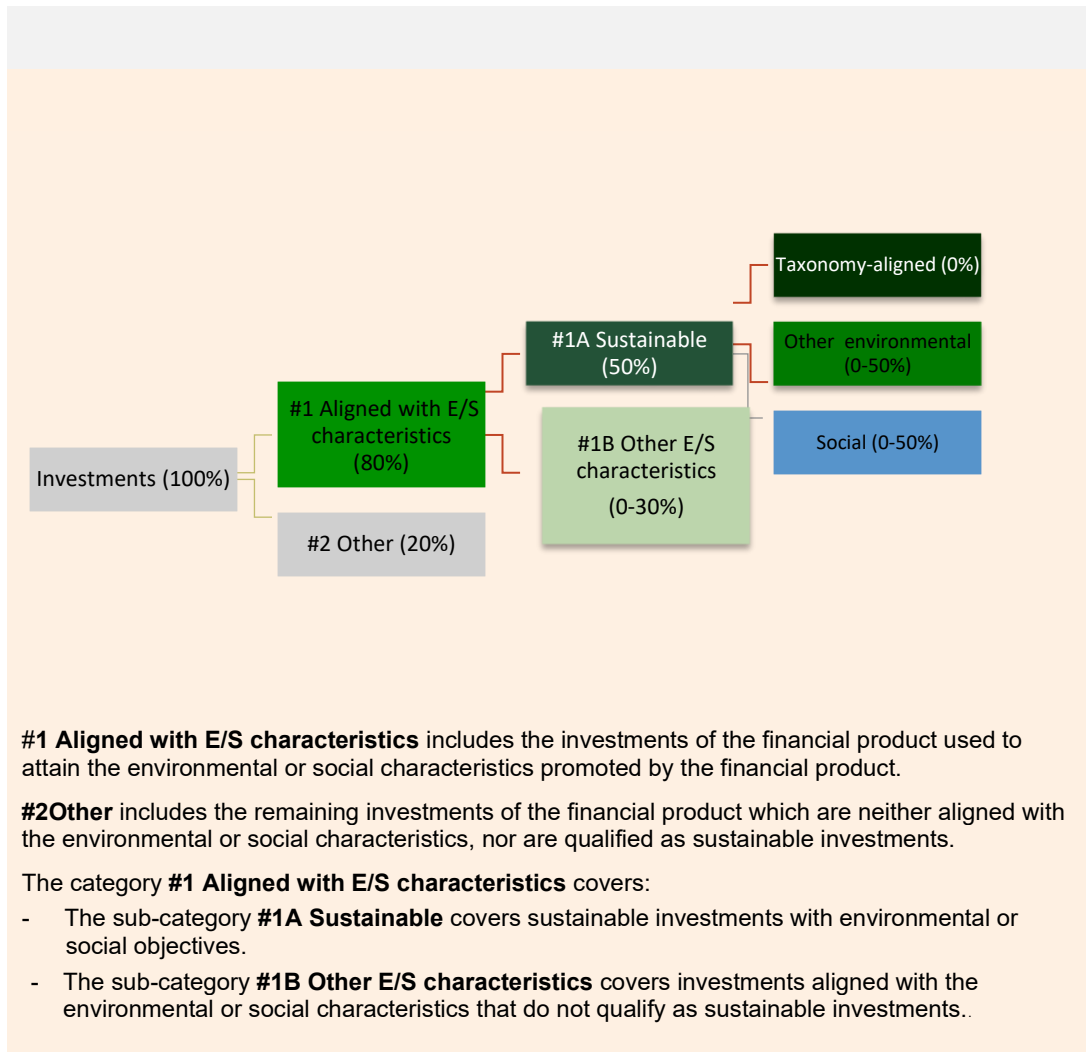 Taxonomy-aligned (0%)
#1A Sustainable
(50%)
Other  environmental
(0-50%)
#1 Aligned with E/S
characteristics
(80%)
#1B Other E/S
characteristics
(0-30%)
Social (0-50%)
Investments (100%)
#2 Other (20%)
#1 Aligned with E/S characteristics includes the investments of the financial product used to
attain the environmental or social characteristics promoted by the financial product.
#2Other includes the remaining investments of the financial product which are neither aligned with
the environmental or social characteristics, nor are qualified as sustainable investments.
The category #1 Aligned with E/S characteristics covers:
- The sub-category #1A Sustainable covers sustainable investments with environmental or
social objectives.
- The sub-category #1B Other E/S characteristics covers investments aligned with the
environmental or social characteristics that do not qualify as sustainable investments..